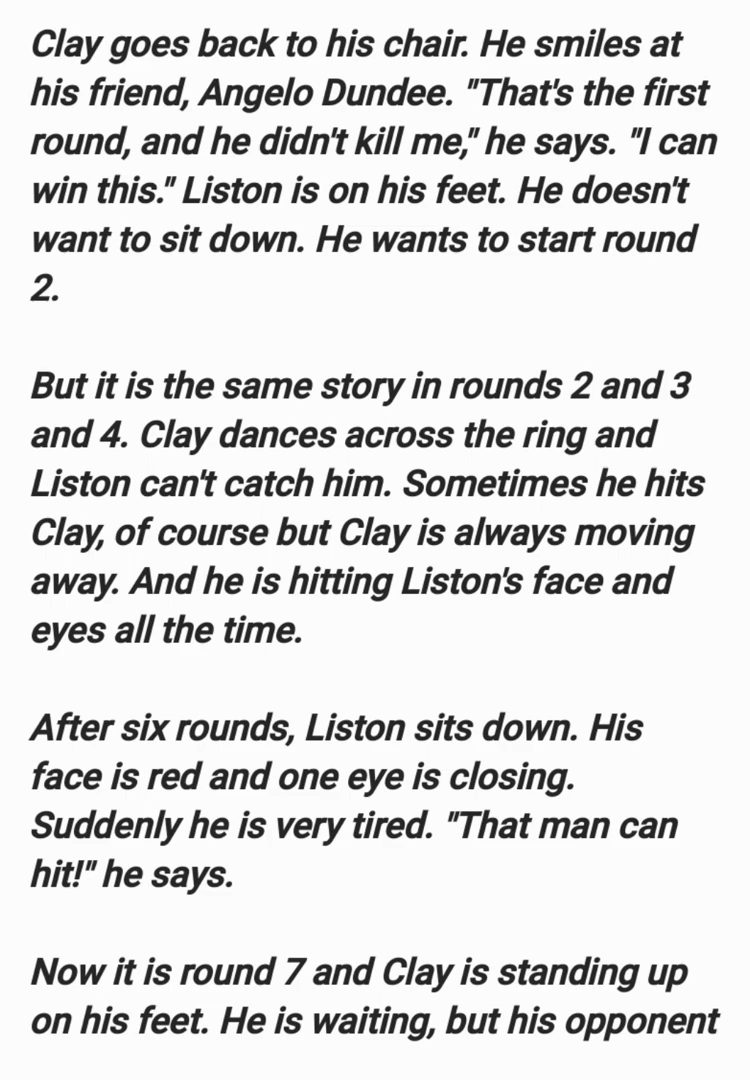 Clay goes back to his chair. He smiles at
his friend, Angelo Dundee. "That's the first
round, and he didn't kill me," he says. "I can
win this." Liston is on his feet. He doesn't
want to sit down. He wants to start round
2.
But it is the same story in rounds 2 and 3
and 4. Clay dances across the ring and
Liston can't catch him. Sometimes he hits
Clay, of course but Clay is always moving
away. And he is hitting Liston's face and
eyes all the time.
After six rounds, Liston sits down. His
face is red and one eye is closing.
Suddenly he is very tired. "That man can
hit!" he says.
Now it is round 7 and Clay is standing up
on his feet. He is waiting, but his opponent